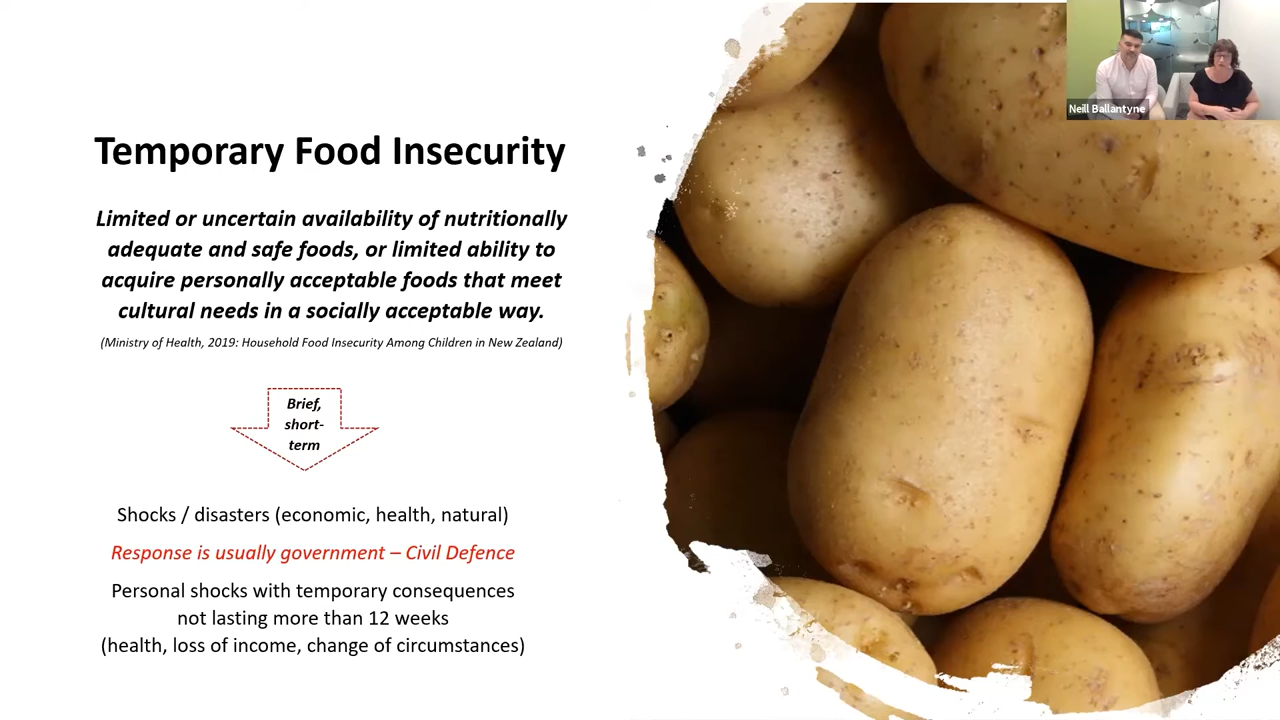 Temporary Food Insecurity
Limited or uncertain availability of nutritionally
adequate and safe foods, or limited ability to
acquire personally acceptable foods that meet
cultural needs in a socially acceptable way.
(Ministry of Health, 2019: Household Food Insecurity Among Children in New Zealand)
Brief,
short-
term
Shocks / disasters (economic, health, natural)
Response is usually government – Civil Defence
Personal shocks with temporary consequences
not lasting more than 12 weeks
(health, loss of income, change of circumstances)
Neill Ballantyne